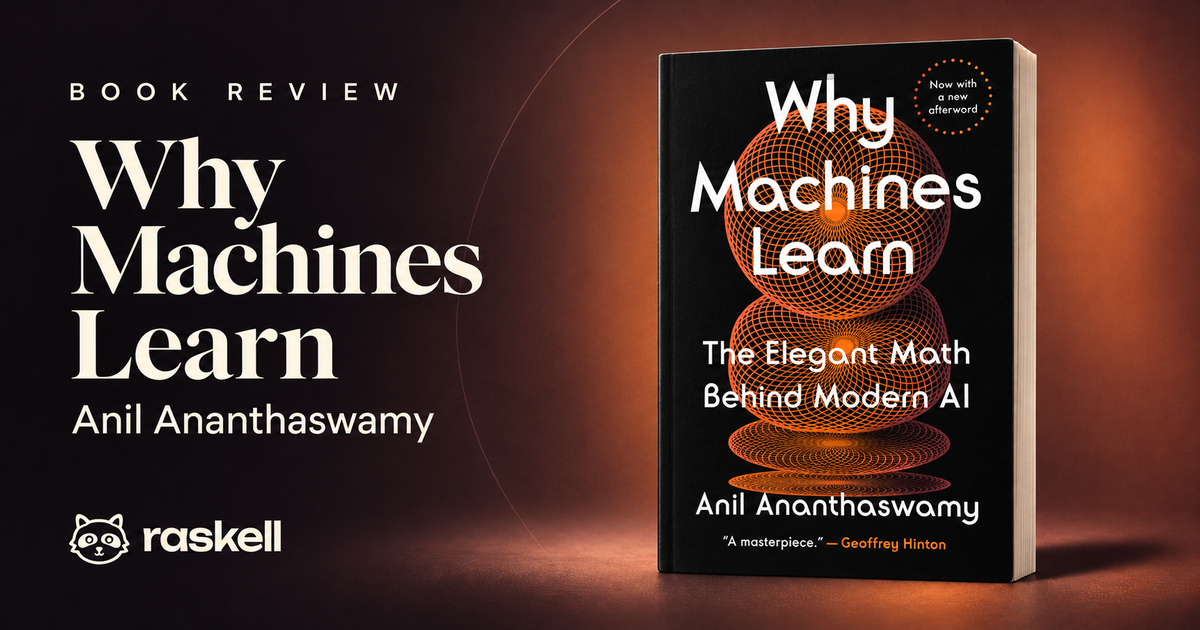 BOOK REVIEW
Why
Machines
Learn
Anil Ananthaswamy
raskell
Why
Machines
Learn
Now with
a new
afterword
The Elegant Math
Behind Modern AI
Anil Ananthaswamy
“A masterpiece.” — Geoffrey Hinton